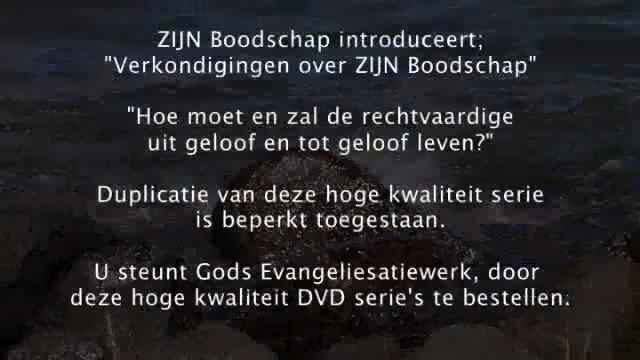 ZIJN Boodschap introduceert;
"Verkondigingen over ZIJN Boodschap"
"Hoe moet en zal de rechtvaardige
uit geloof en tot geloof leven?"
Duplicatie van deze hoge kwaliteit serie
is beperkt toegestaan.
U steunt Gods Evangeliesatiewerk, door
deze hoge kwaliteit DVD serie's te bestellen.